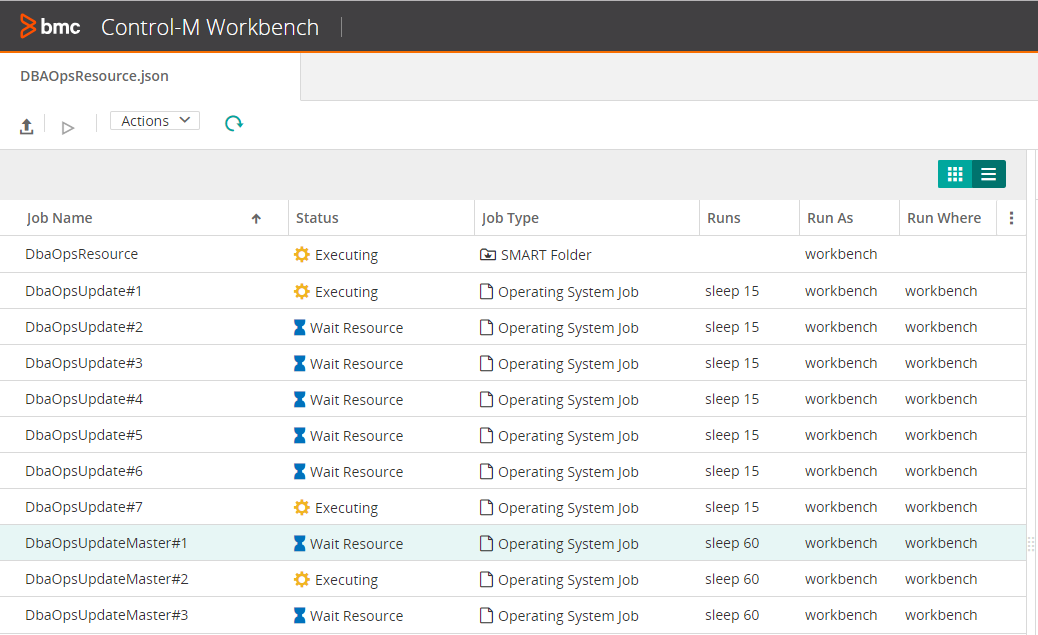 bmc Control-M Workbench
DBAOpsResource.json
Actions
Job Name Status Job Type Runs Run As Run Where
DbaOpsResource Executing SMART Folder workbench
DbaOpsUpdate#1 Executing Operating System Job sleep 15 workbench workbench
DbaOpsUpdate#2 Wait Resource Operating System Job sleep 15 workbench workbench
DbaOpsUpdate#3 Wait Resource Operating System Job sleep 15 workbench workbench
DbaOpsUpdate#4 Wait Resource Operating System Job sleep 15 workbench workbench
DbaOpsUpdate#5 Wait Resource Operating System Job sleep 15 workbench workbench
DbaOpsUpdate#6 Wait Resource Operating System Job sleep 15 workbench workbench
DbaOpsUpdate#7 Executing Operating System Job sleep 15 workbench workbench
DbaOpsUpdateMaster#1 Wait Resource Operating System Job sleep 60 workbench workbench
DbaOpsUpdateMaster#2 Executing Operating System Job sleep 60 workbench workbench
DbaOpsUpdateMaster#3 Wait Resource Operating System Job sleep 60 workbench workbench